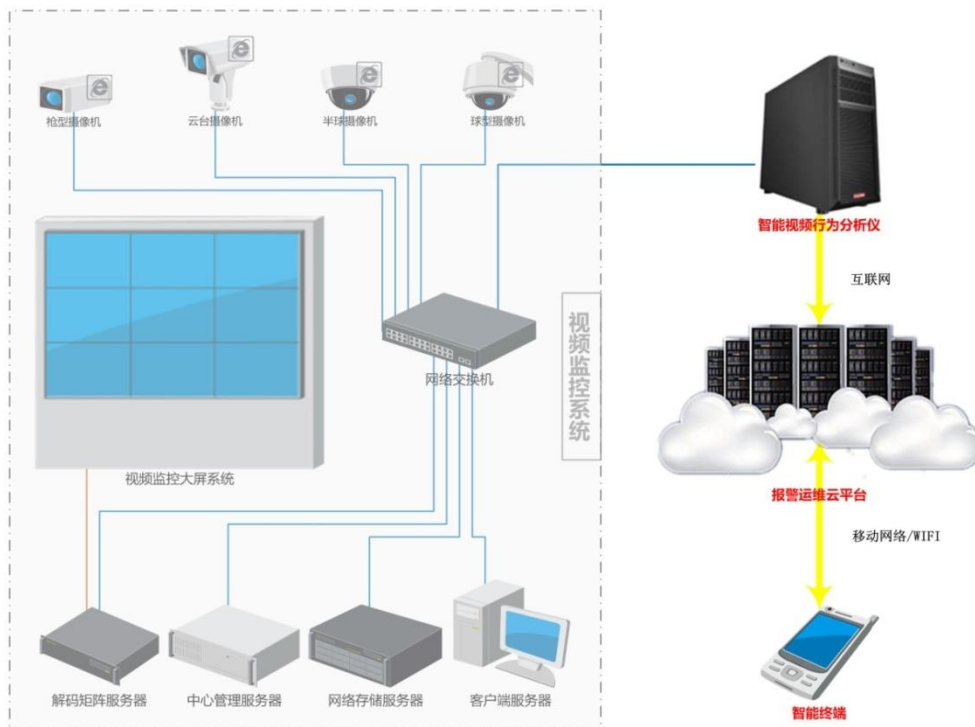 枪型摄像机
云台摄像机
半球摄像机
球型摄像机
智能视频行为分析仪
互联网
网络交换机
视频监控系统
视频监控大屏系统
报警运维云平台
移动网络/WIFI
解码矩阵服务器
中心管理服务器
网络存储服务器
客户端服务器
智能终端